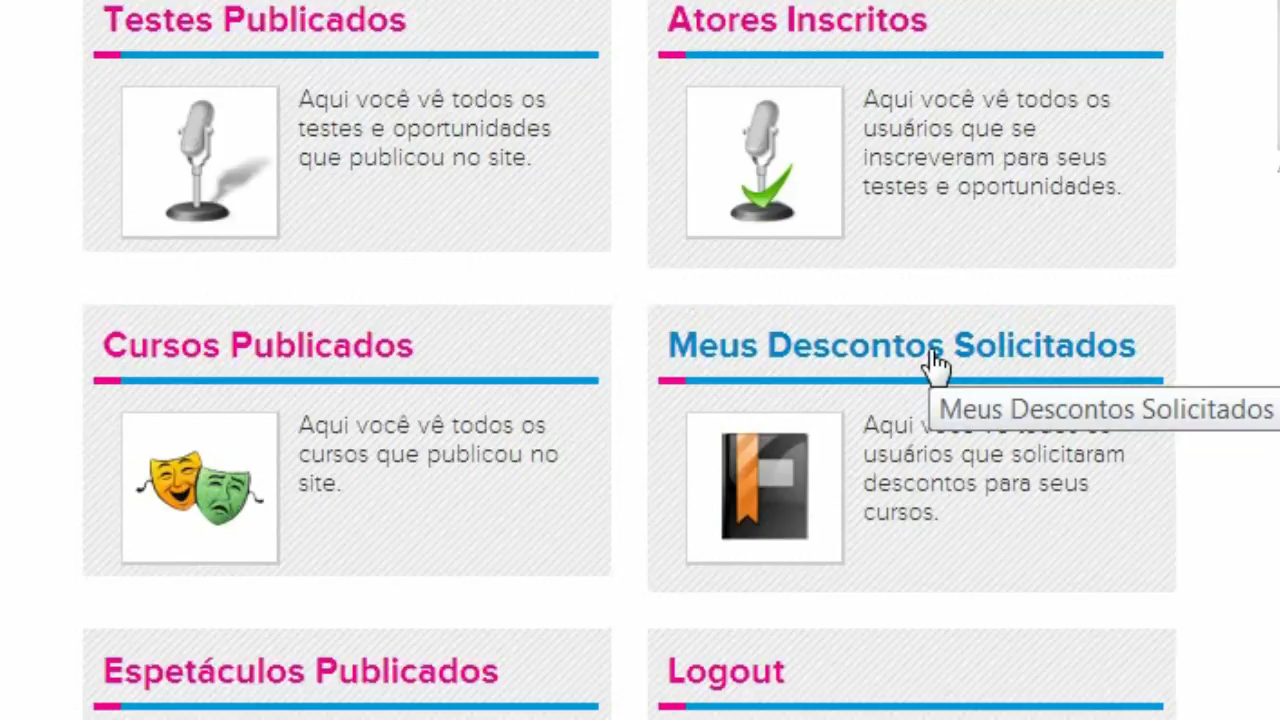 Testes Publicados
Aqui você vê todos os
testes e oportunidades
que publicou no site.
Atores Inscritos
Aqui você vê todos os
usuários que se
inscreveram para seus
testes e oportunidades.
Cursos Publicados
Aqui você vê todos os
cursos que publicou no
site.
Meus Descontos Solicitados
Meus Descontos Solicitados
Aqui
usuários que solicitaram
descontos para seus
cursos.
Espetáculos Publicados
Logout